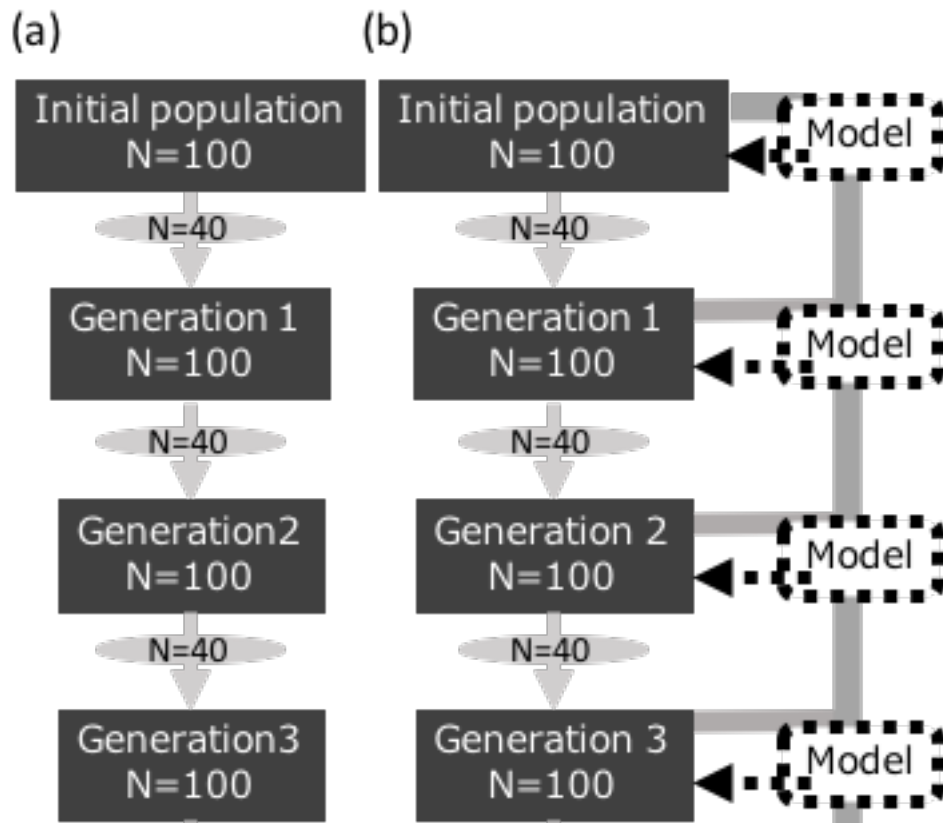 (a)
Initial population
N=100
N=40
Generation 1
N=100
N=40
Generation2
N=100
N=40
Generation3
N=100
(b)
Initial population
N=100
Model
N=40
Generation 1
N=100
Model
N=40
Generation 2
N=100
Model
N=40
Generation 3
N=100
Model